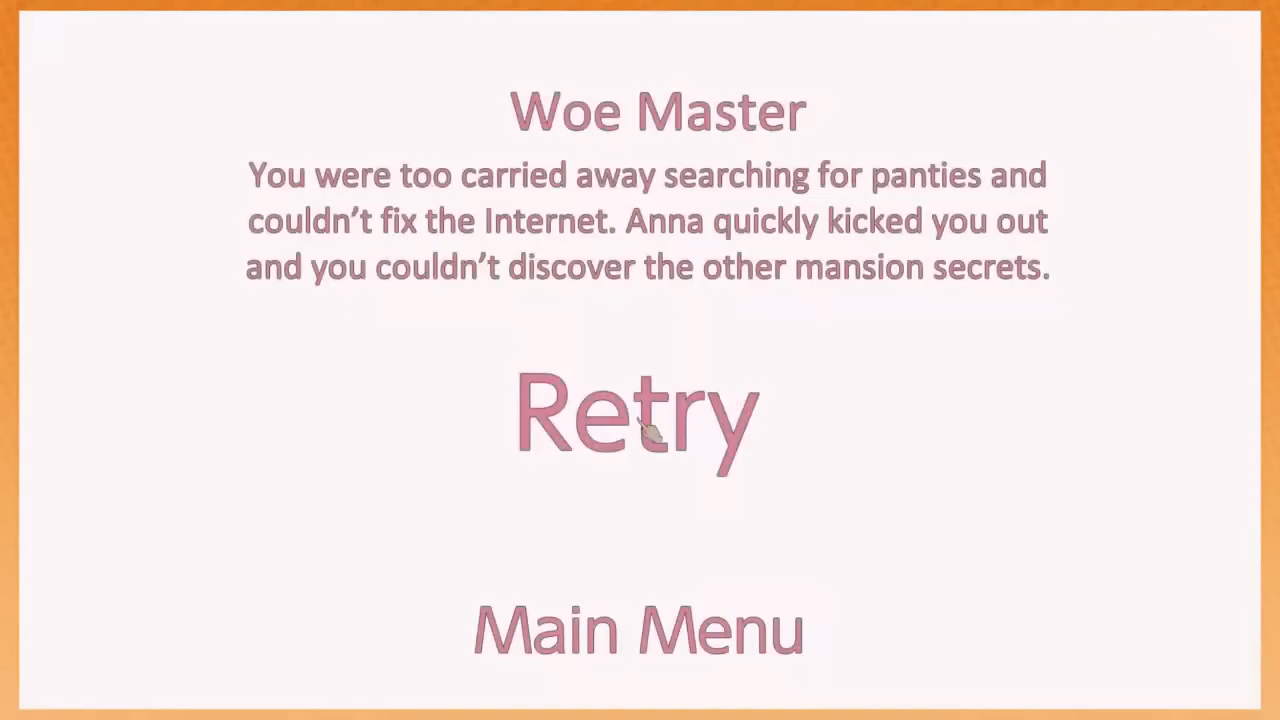 Woe Master
You were too carried away searching for panties and
couldn’t fix the Internet. Anna quickly kicked you out
and you couldn’t discover the other mansion secrets.
Retry
Main Menu